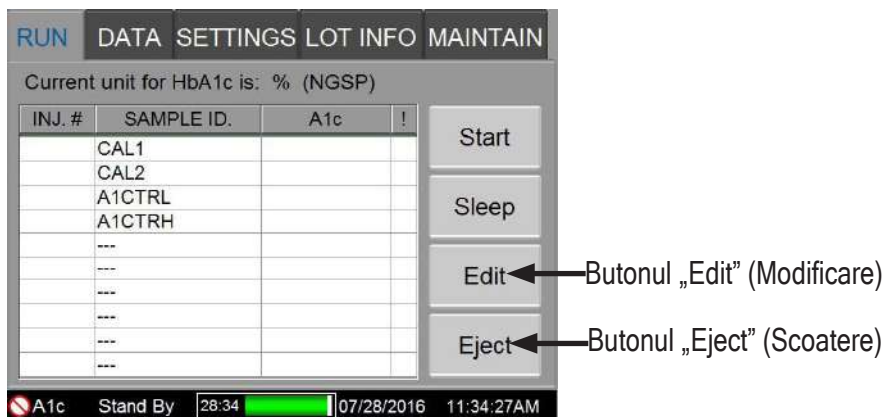 RUN DATA SETTINGS LOT INFO MAINTAIN
Current unit for HbA1c is: % (NGSP)
INJ. # SAMPLE ID. A1c !
CAL1
CAL2
A1CTRL
A1CTRH
---
---
---
---
---
---
Start
Sleep
Edit
Eject
Butonul „Edit” (Modificare)
Butonul „Eject” (Scoatere)
A1c Stand By 28:34 07/28/2016 11:34:27AM